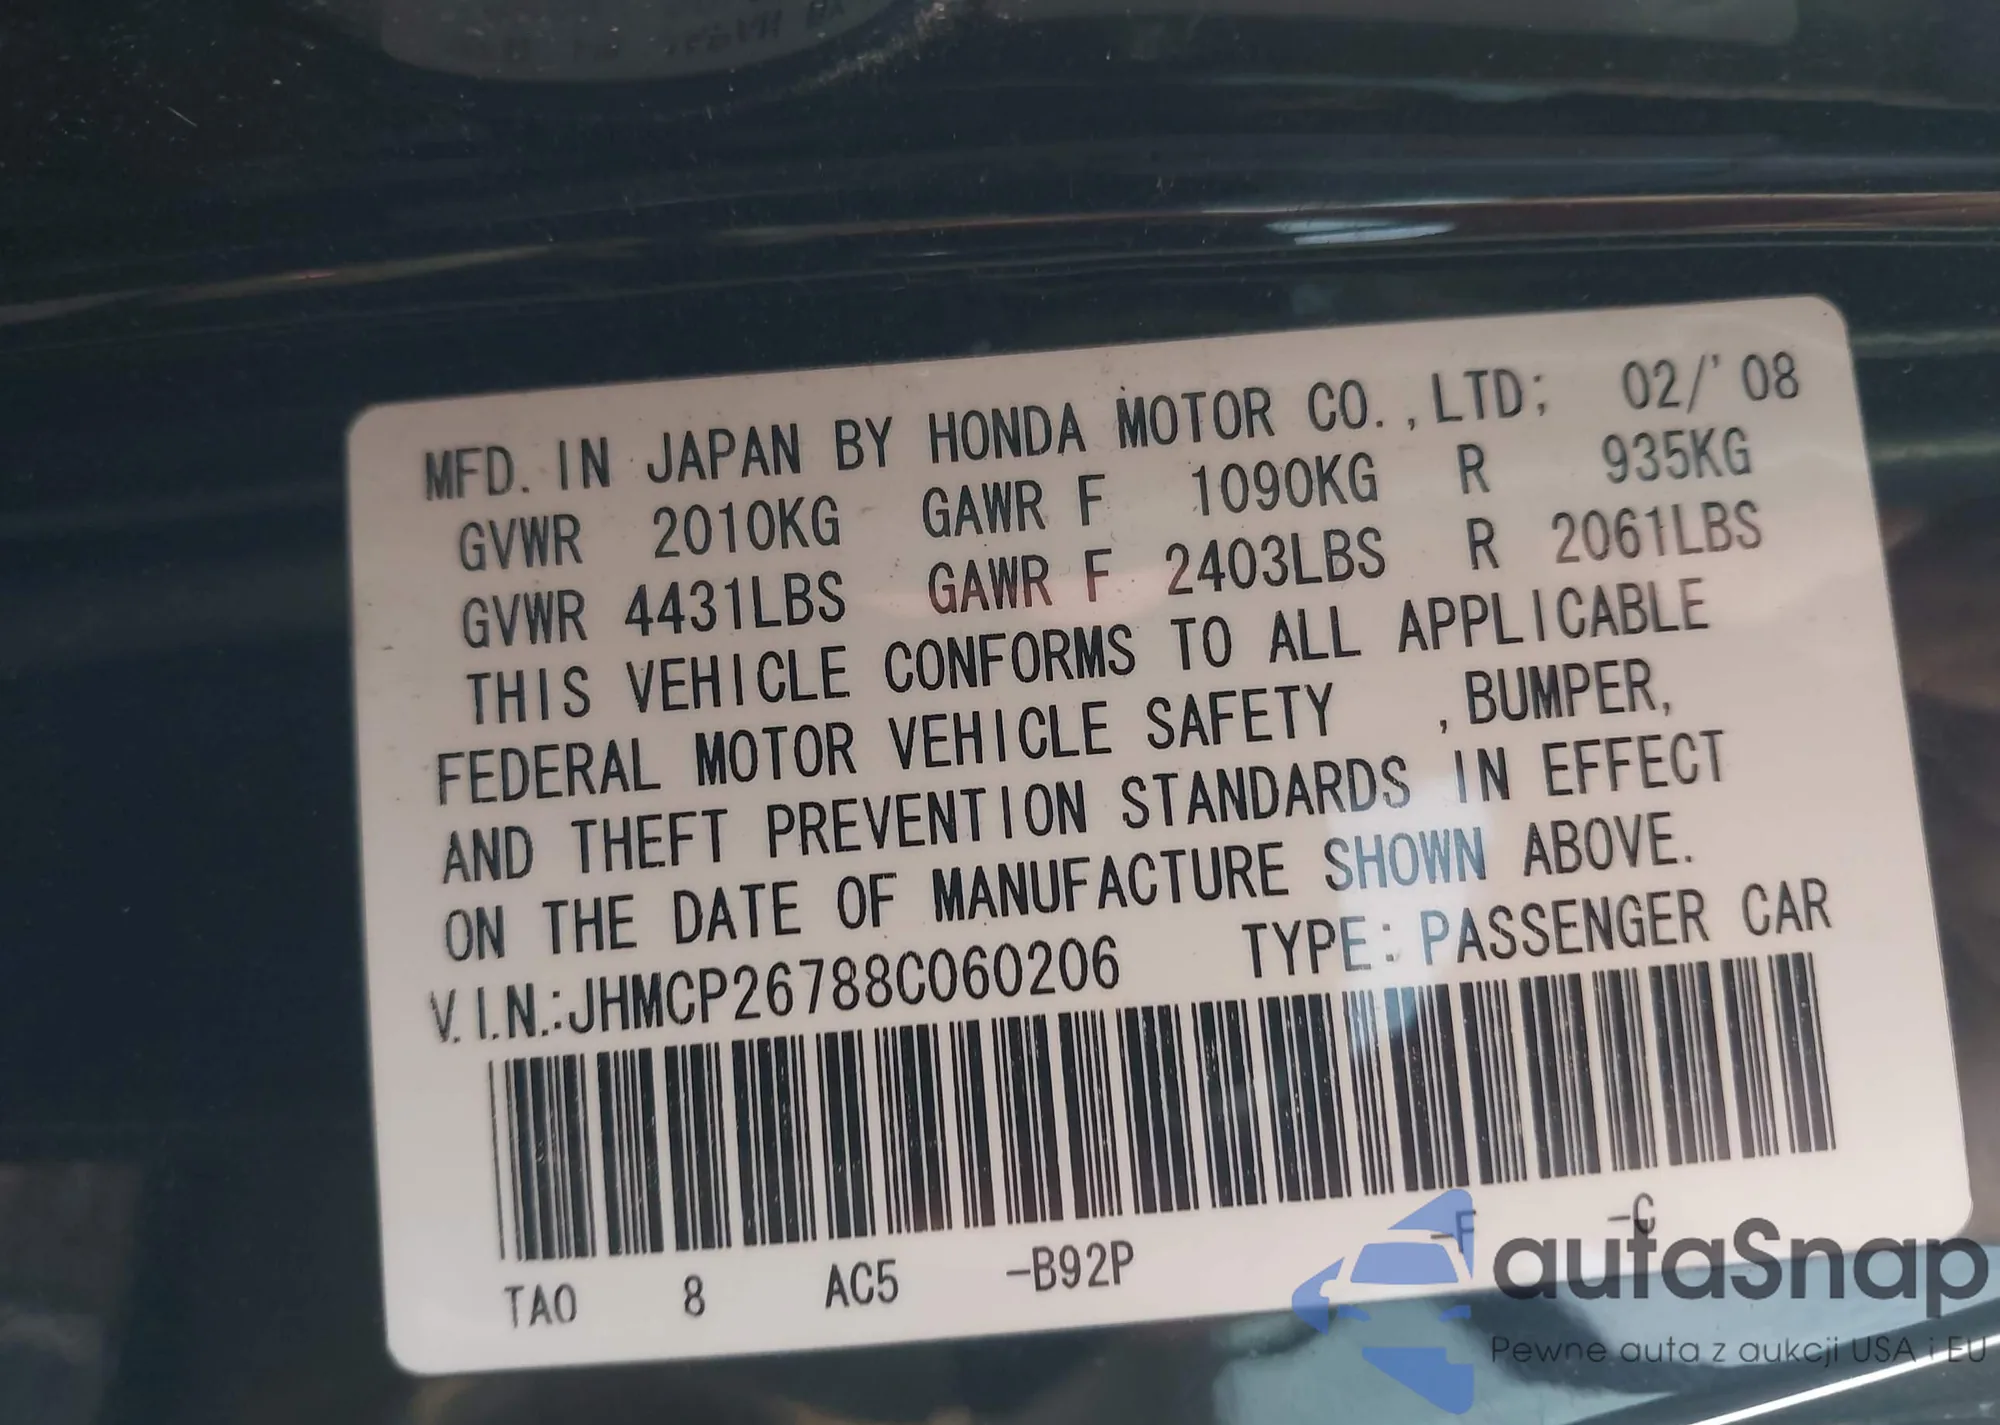 MFD. IN JAPAN BY HONDA MOTOR CO.,LTD; 02/'08
GVWR 2010KG GAWR F 1090KG R 935KG
GVWR 4431LBS GAWR F 2403LBS R 2061LBS
THIS VEHICLE CONFORMS TO ALL APPLICABLE
FEDERAL MOTOR VEHICLE SAFETY , BUMPER,
AND THEFT PREVENTION STANDARDS IN EFFECT
ON THE DATE OF MANUFACTURE SHOWN ABOVE.
V.I.N.:JHMCP26788C060206 TYPE: PASSENGER CAR
TA0 8 AC5 -B92P -F -C
autaSnap
Pewne auta z aukcji USA i EU